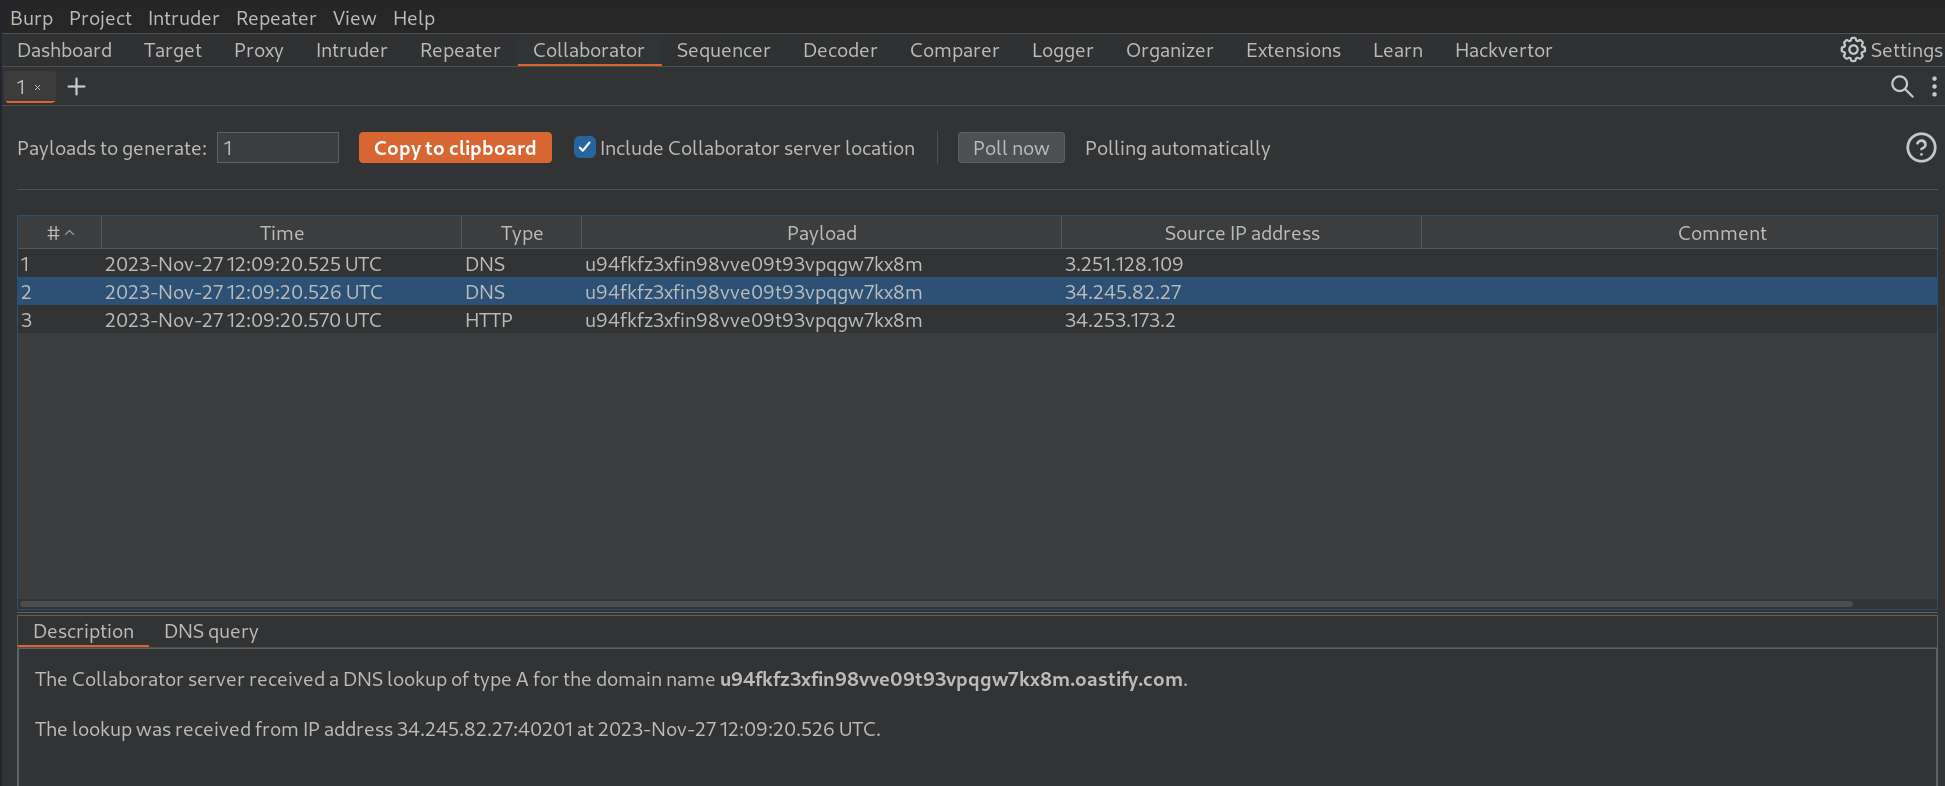 Burp Project Intruder Repeater View Help
Dashboard Target Proxy Intruder Repeater Collaborator Sequencer Decoder Comparer Logger Organizer Extensions Learn Hackvertor Settings
1 × +
Payloads to generate: 1 Copy to clipboard Include Collaborator server location Poll now Polling automatically ?
# Time Type Payload Source IP address Comment
1 2023-Nov-27 12:09:20.525 UTC DNS u94fkfz3xfin98vve09t93vpqgw7kx8m 3.251.128.109
2 2023-Nov-27 12:09:20.526 UTC DNS u94fkfz3xfin98vve09t93vpqgw7kx8m 34.245.82.27
3 2023-Nov-27 12:09:20.570 UTC HTTP u94fkfz3xfin98vve09t93vpqgw7kx8m 34.253.173.2
Description DNS query
The Collaborator server received a DNS lookup of type A for the domain name u94fkfz3xfin98vve09t93vpqgw7kx8m.oastify.com.
The lookup was received from IP address 34.245.82.27:40201 at 2023-Nov-27 12:09:20.526 UTC.